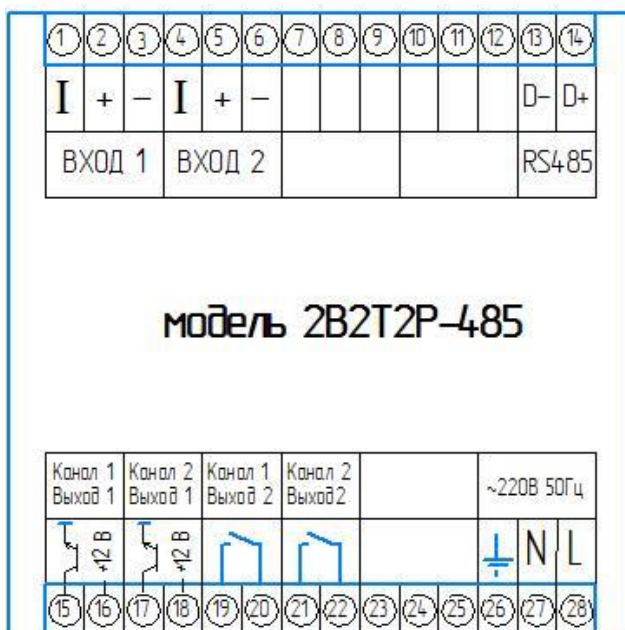 1 2 3 4 5 6 7 8 9 10 11 12 13 14
I + − I + − D− D+
ВХОД 1 ВХОД 2 RS485
модель 2В2Т2Р-485
Канал 1 Канал 2 Канал 1 Канал 2
Выход 1 Выход 1 Выход 2 Выход2 ~220В 50Гц
+12 В +12 В N L
15 16 17 18 19 20 21 22 23 24 25 26 27 28